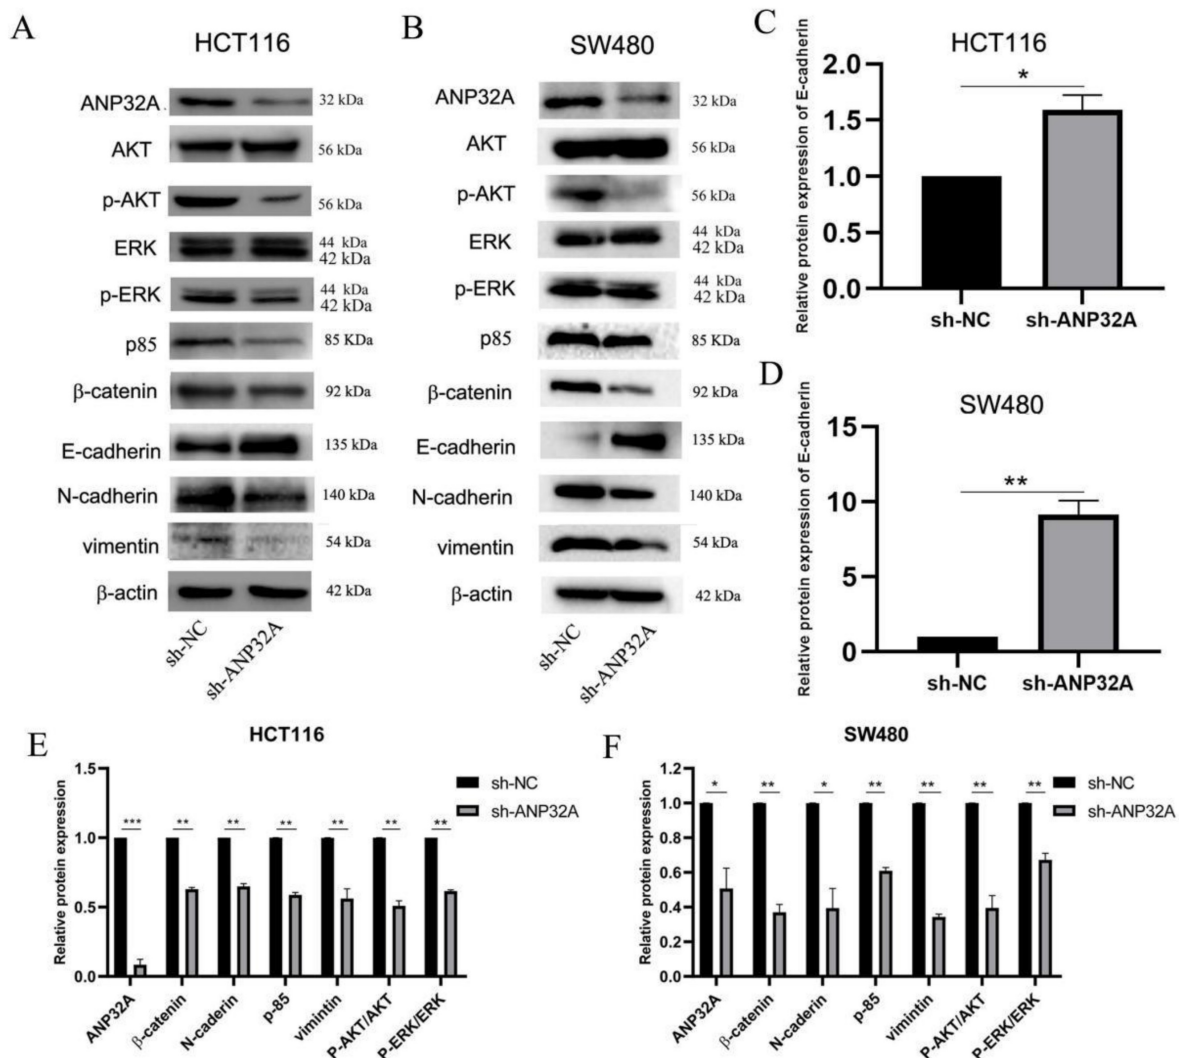 A
HCT116
ANP32A
32 kDa
AKT
56 kDa
p-AKT
56 kDa
ERK
44 kDa
42 kDa
p-ERK
44 kDa
42 kDa
p85
85 KDa
β-catenin
92 kDa
E-cadherin
135 kDa
N-cadherin
140 kDa
vimentin
54 kDa
β-actin
42 kDa
sh-NC
sh-ANP32A
B
SW480
ANP32A
32 kDa
AKT
56 kDa
p-AKT
56 kDa
ERK
44 kDa
42 kDa
p-ERK
44 kDa
42 kDa
p85
85 KDa
β-catenin
92 kDa
E-cadherin
135 kDa
N-cadherin
140 kDa
vimentin
54 kDa
β-actin
42 kDa
sh-NC
sh-ANP32A
C
HCT116
Relative protein expression of E-cadherin
2.0
1.5
1.0
0.5
0.0
*
sh-NC
sh-ANP32A
D
SW480
Relative protein expression of E-cadherin
15
10
5
0
**
sh-NC
sh-ANP32A
E
HCT116
Relative protein expression
1.5
1.0
0.5
0.0
*** ** ** ** ** ** **
sh-NC
sh-ANP32A
ANP32A
β-catenin
N-caderin
p-85
vimintin
P-AKT/AKT
P-ERK/ERK
F
SW480
Relative protein expression
1.2
1.0
0.8
0.6
0.4
0.2
0.0
* ** * ** ** ** **
sh-NC
sh-ANP32A
ANP32A
β-catenin
N-caderin
p-85
vimintin
P-AKT/AKT
P-ERK/ERK